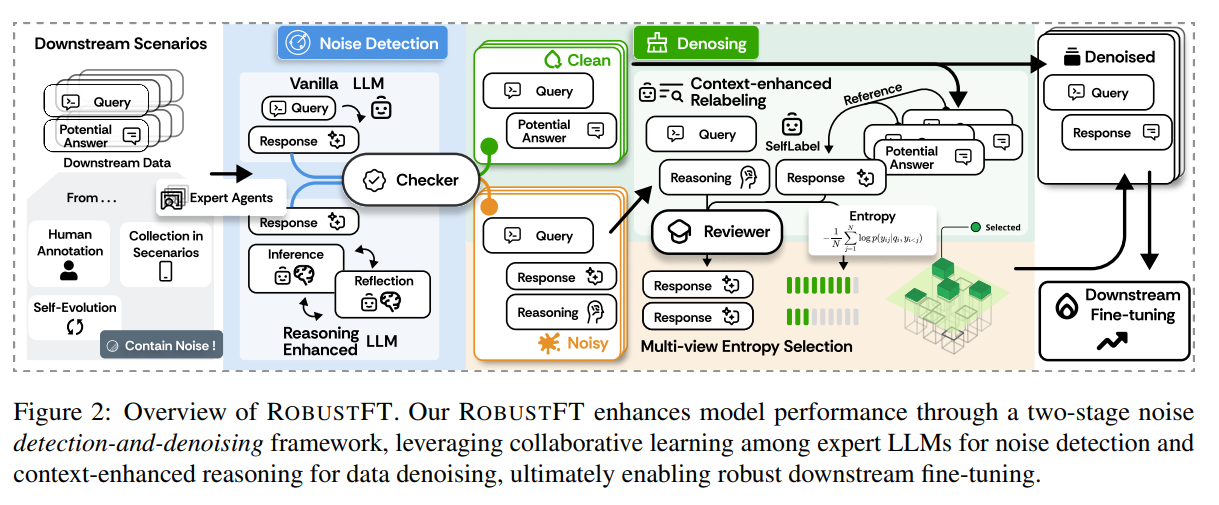 Downstream Scenarios
Query
Potential
Answer
Downstream Data
From . . .
Human
Annotation
Collection in
Secenarios
Self-Evolution
Contain Noise !
Expert Agents
Noise Detection
Vanilla LLM
Query
Response
Checker
Response
Inference
Reflection
Reasoning
Enhanced LLM
Clean
Query
Potential
Answer
Query
Response
Reasoning
Noisy
Denosing
Context-enhanced
Relabeling
Reference
Query
SelfLabel
Potential
Answer
Reasoning
Response
Reviewer
Entropy
-1/N ∑_{j=1}^{N} log p(y_{ij}|q_i, y_{i<j})
Selected
Response
Response
Multi-view Entropy Selection
Denoised
Query
Response
Downstream
Fine-tuning
Figure 2: Overview of ROBUSTFT. Our ROBUSTFT enhances model performance through a two-stage noise
detection-and-denoising framework, leveraging collaborative learning among expert LLMs for noise detection and
context-enhanced reasoning for data denoising, ultimately enabling robust downstream fine-tuning.